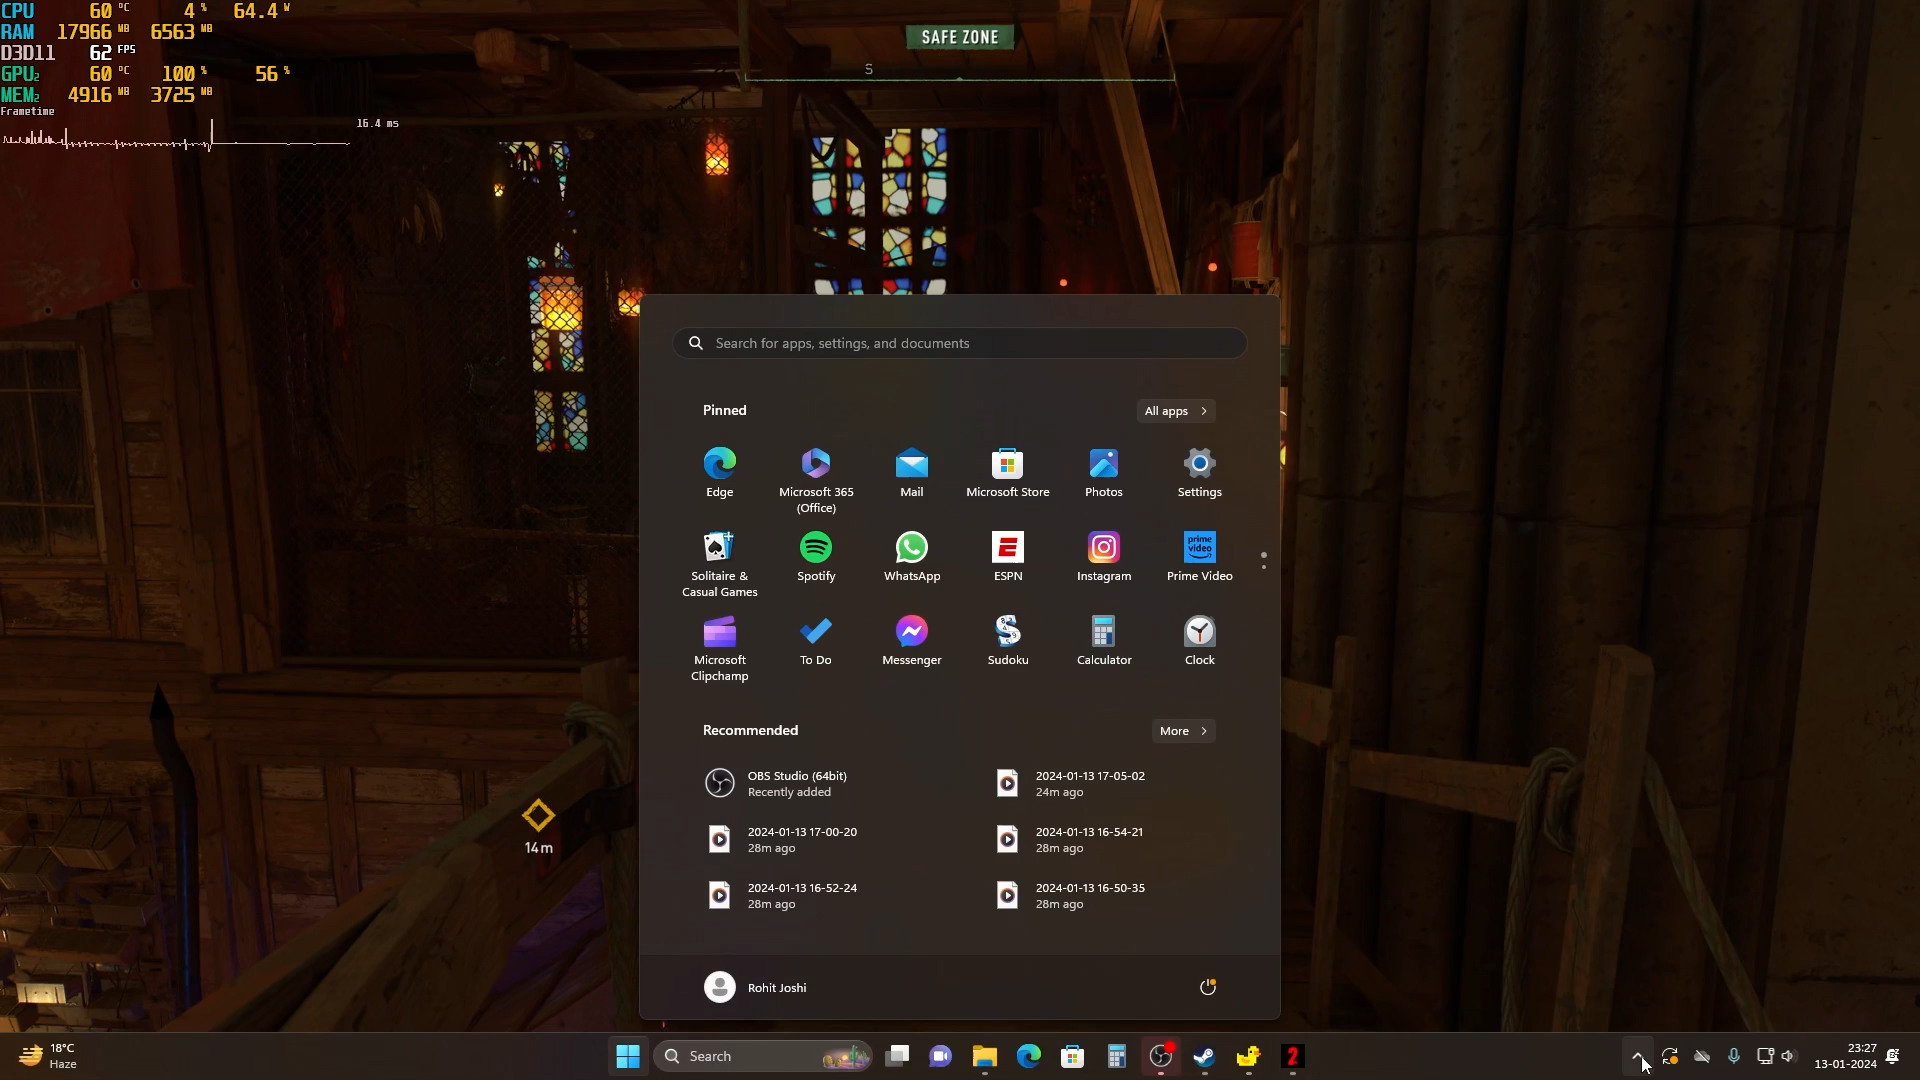 CPU 60 °C 4 % 64.4 W
RAM 17966 MB 6563 MB
D3D11 62 FPS
GPU2 60 °C 100 % 56 %
MEM2 4916 MB 3725 MB
Frametime
16.4 ms
SAFE ZONE
S
Search for apps, settings, and documents
Pinned
All apps
Edge
Microsoft 365
(Office)
Mail
Microsoft Store
Photos
Settings
Solitaire &
Casual Games
Spotify
WhatsApp
ESPN
Instagram
prime
video
Prime Video
Microsoft
Clipchamp
To Do
Messenger
Sudoku
Calculator
Clock
Recommended
More
OBS Studio (64bit)
Recently added
2024-01-13 17-05-02
24m ago
2024-01-13 17-00-20
28m ago
2024-01-13 16-54-21
28m ago
2024-01-13 16-52-24
28m ago
2024-01-13 16-50-35
28m ago
14m
Rohit Joshi
18°C
Haze
Search
2
23:27
13-01-2024